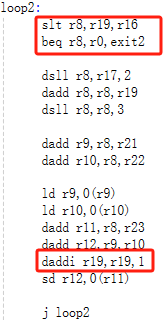 loop2:
slt r8,r19,r16
beq r8,r0,exit2
dsll r8,r17,2
dadd r8,r8,r19
dsll r8,r8,3
dadd r9,r8,r21
dadd r10,r8,r22
ld r9,0(r9)
ld r10,0(r10)
dadd r11,r8,r23
dadd r12,r9,r10
daddi r19,r19,1
sd r12,0(r11)
j loop2